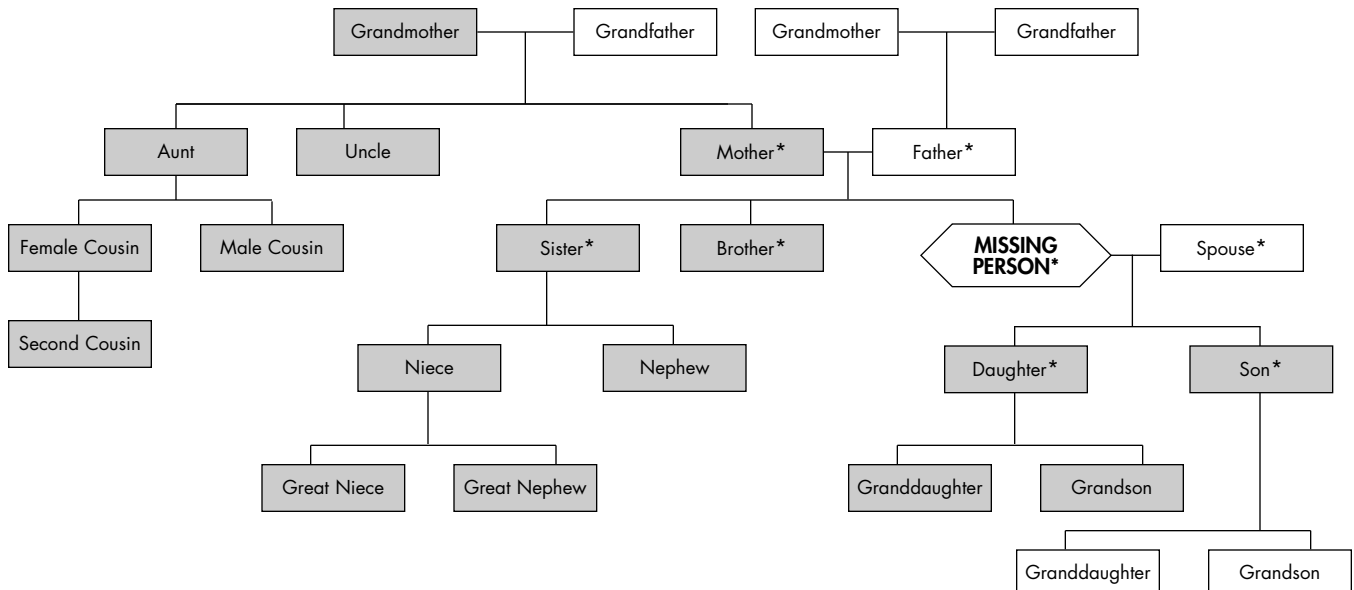 Grandmother
Grandfather
Grandmother
Grandfather
Aunt
Uncle
Mother*
Father*
Female Cousin
Male Cousin
Sister*
Brother*
MISSING
PERSON*
Spouse*
Second Cousin
Niece
Nephew
Daughter*
Son*
Great Niece
Great Nephew
Granddaughter
Grandson
Granddaughter
Grandson